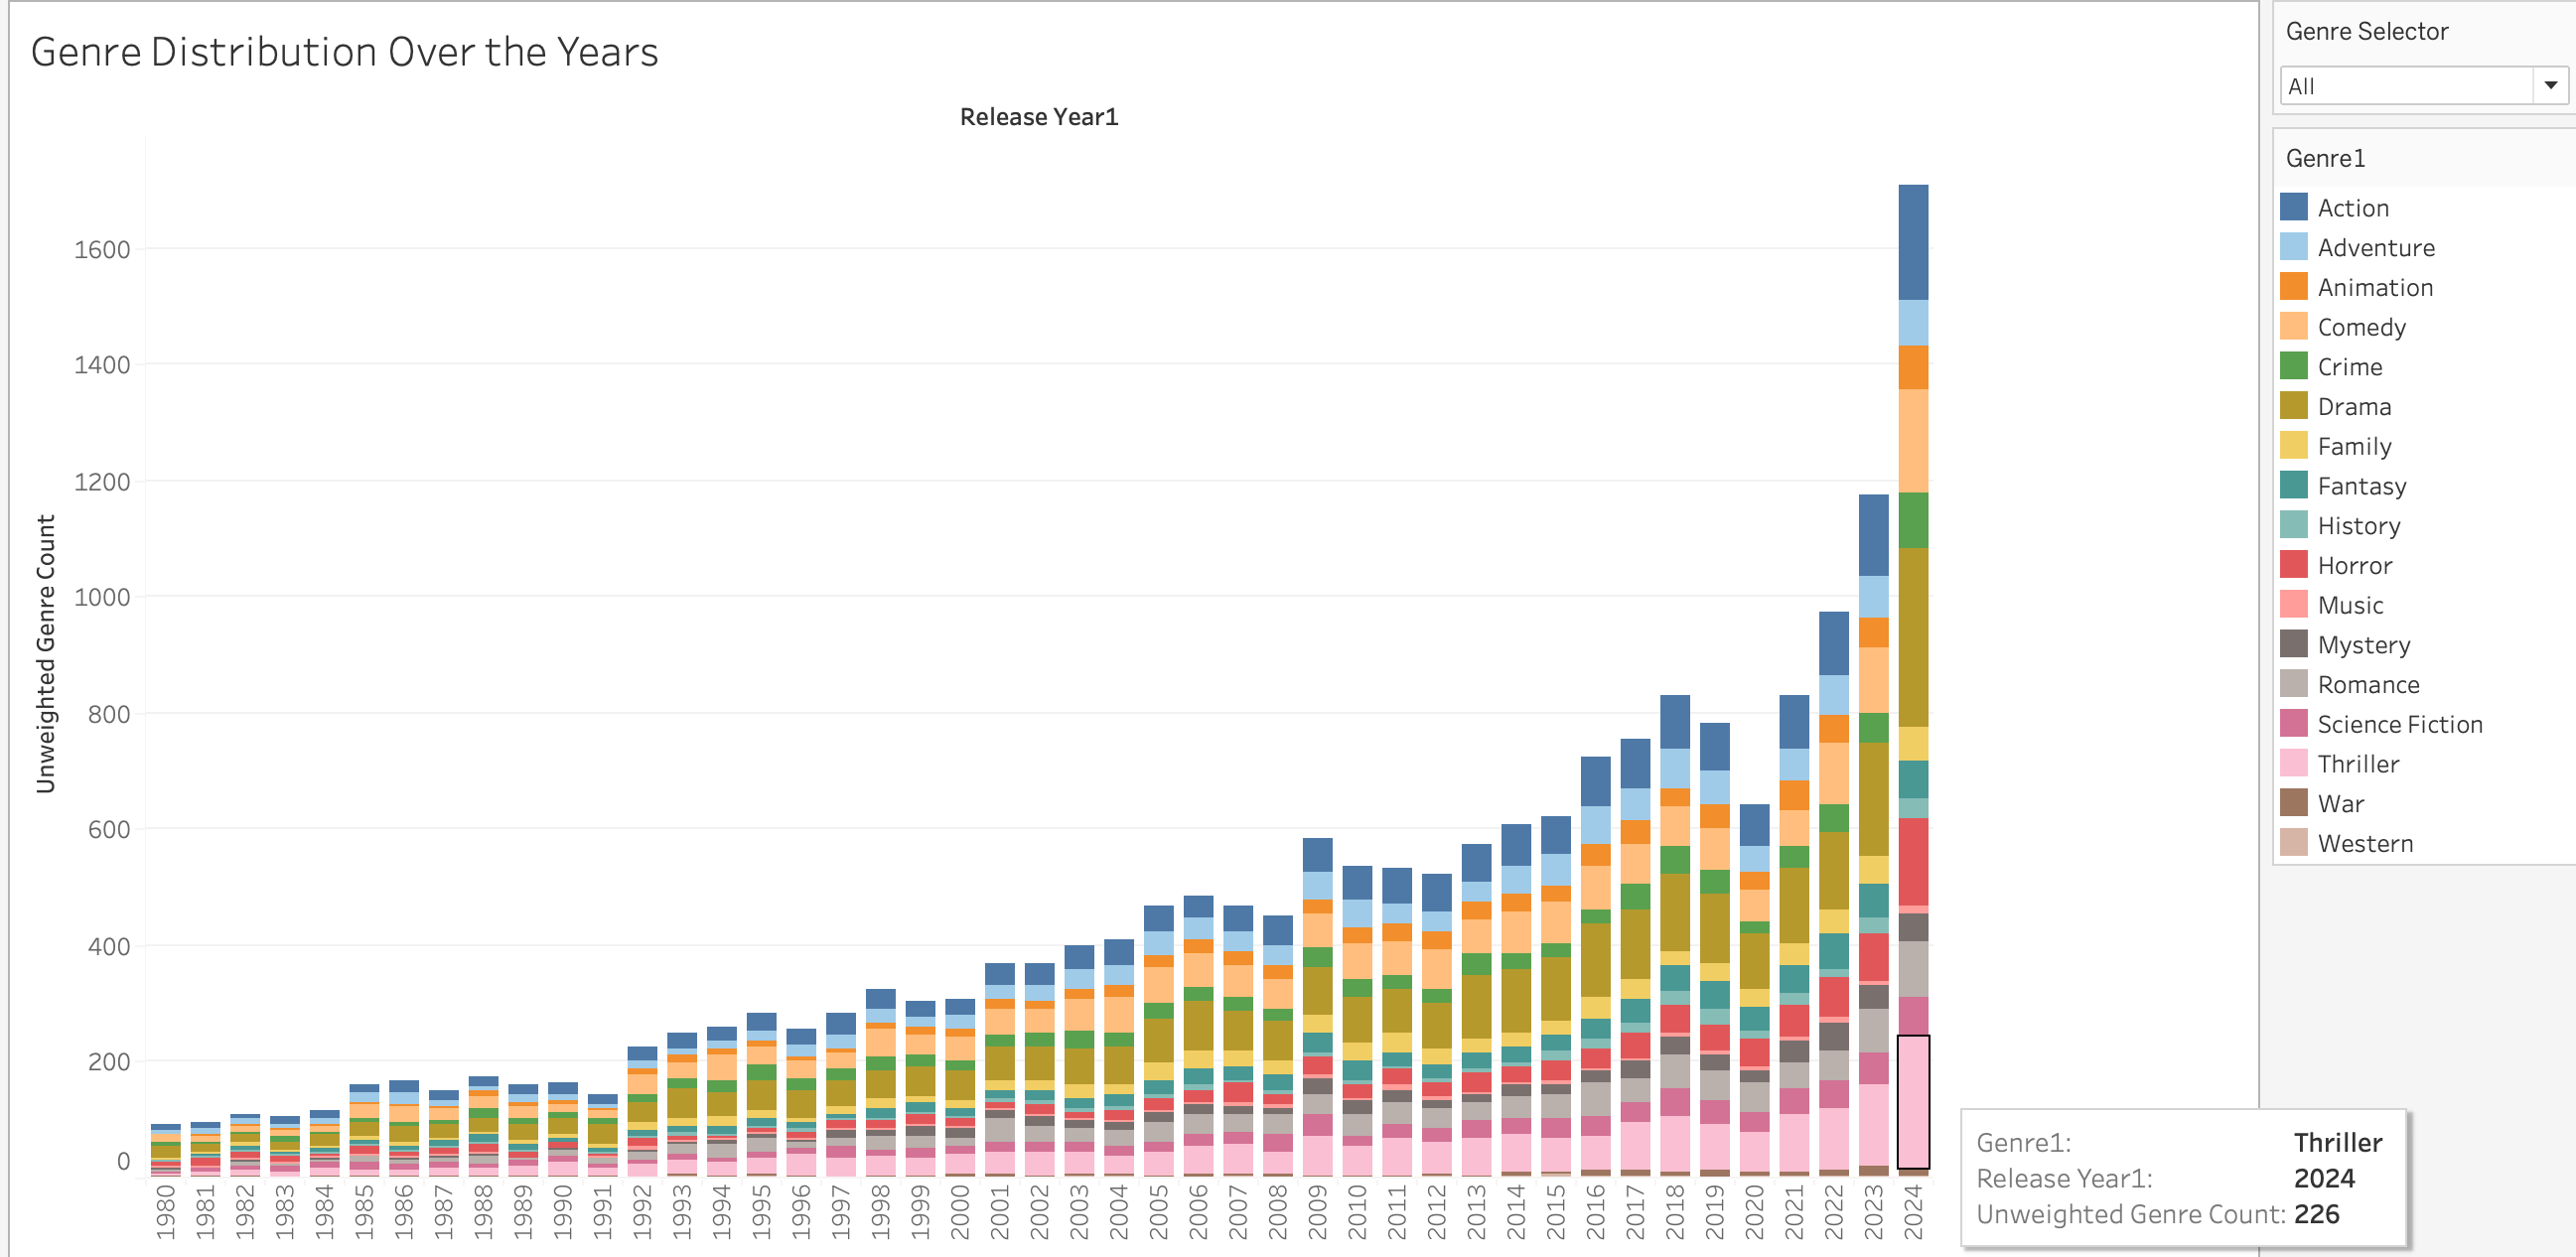 Genre Distribution Over the Years
Release Year1
Unweighted Genre Count
1600
1400
1200
1000
800
600
400
200
0
1980
1981
1982
1983
1984
1985
1986
1987
1988
1989
1990
1991
1992
1993
1994
1995
1996
1997
1998
1999
2000
2001
2002
2003
2004
2005
2006
2007
2008
2009
2010
2011
2012
2013
2014
2015
2016
2017
2018
2019
2020
2021
2022
2023
2024
Genre1: Thriller
Release Year1: 2024
Unweighted Genre Count: 226
Genre Selector
All
Genre1
Action
Adventure
Animation
Comedy
Crime
Drama
Family
Fantasy
History
Horror
Music
Mystery
Romance
Science Fiction
Thriller
War
Western